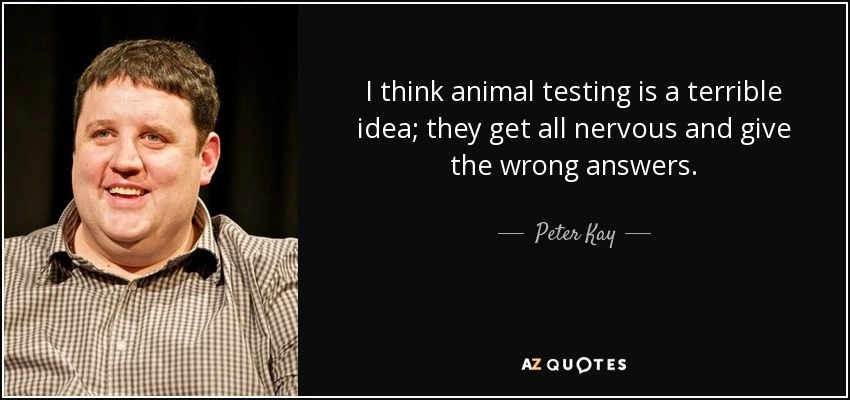 I think animal testing is a terrible
idea; they get all nervous and give
the wrong answers.
Peter Kay
AZ QUOTES